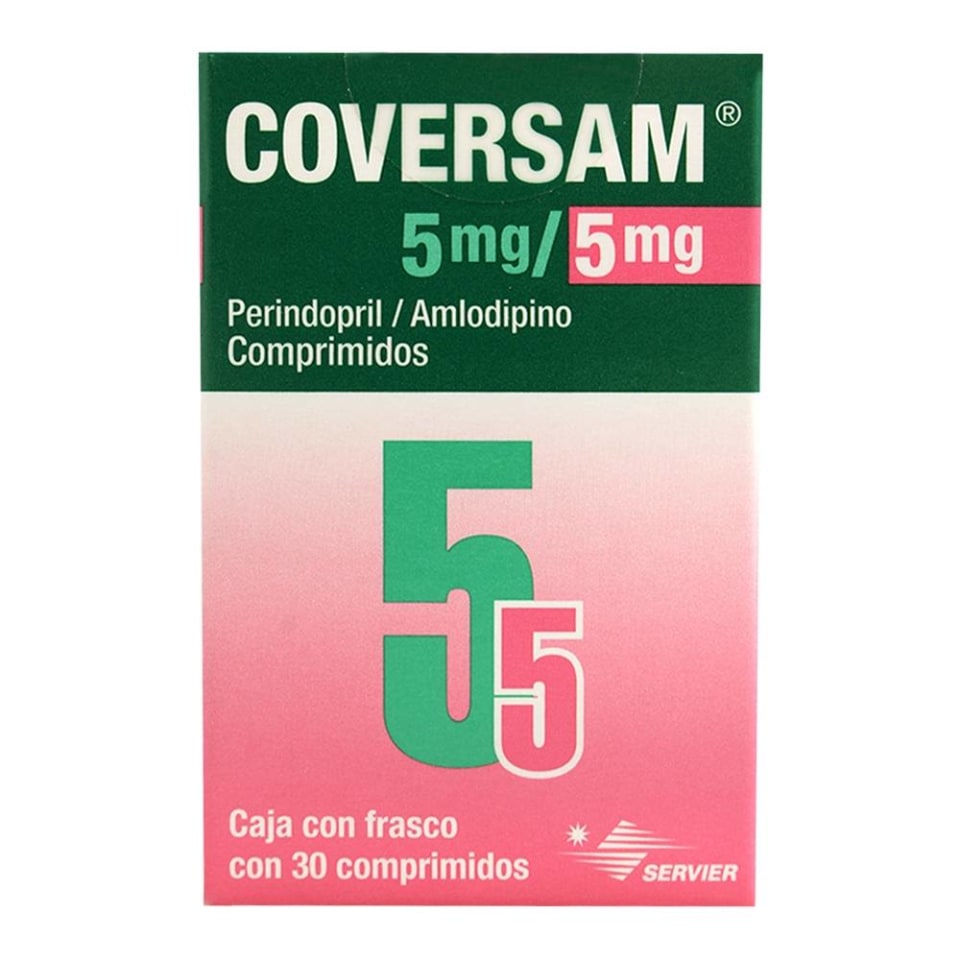 COVERSAM®
5 mg/5 mg
Perindopril / Amlodipino
Comprimidos
5
5
Caja con frasco
con 30 comprimidos
SERVIER